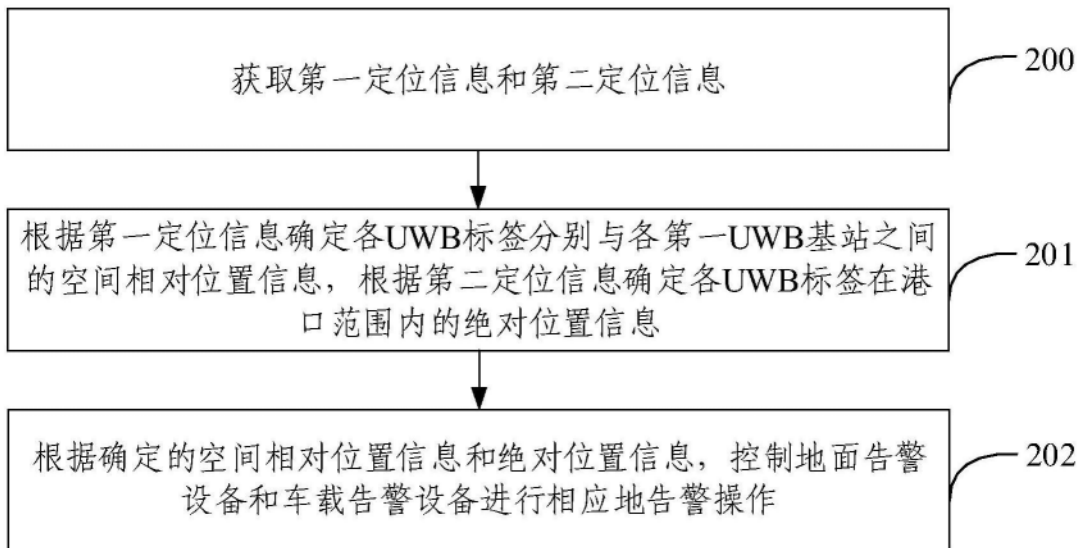 获取第一定位信息和第二定位信息
200
根据第一定位信息确定各UWB标签分别与各第一UWB基站之间
的空间相对位置信息，根据第二定位信息确定各UWB标签在港
口范围内的绝对位置信息
201
根据确定的空间相对位置信息和绝对位置信息，控制地面告警
设备和车载告警设备进行相应地告警操作
202